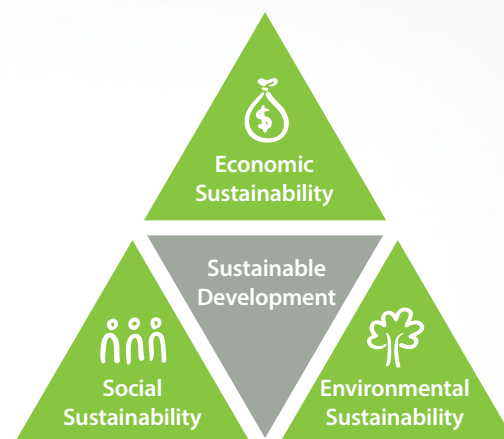 $
Economic
Sustainability
Sustainable
Development
Social
Sustainability
Environmental
Sustainability